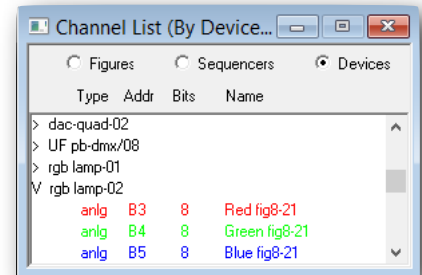 Channel List (By Device...
Figures Sequencers Devices
Type Addr Bits Name
> dac-quad-02
> UF pb-dmx/08
> rgb lamp-01
V rgb lamp-02
anlg B3 8 Red fig8-21
anlg B4 8 Green fig8-21
anlg B5 8 Blue fig8-21